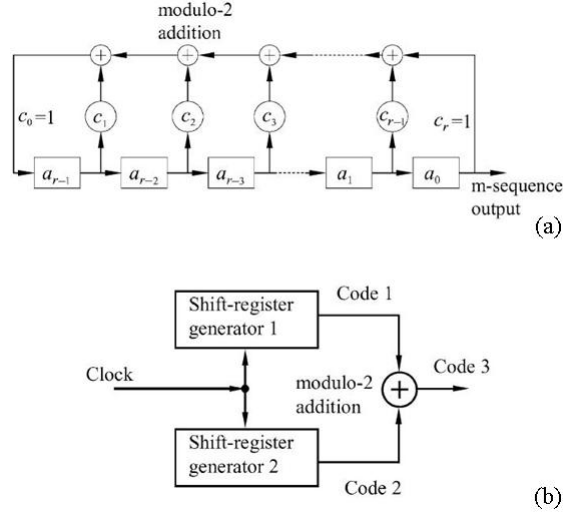 modulo-2
addition
+ + + +
c₀=1 c₁ c₂ c₃ cᵣ₋₁ cᵣ=1
aᵣ₋₁ aᵣ₋₂ aᵣ₋₃ a₁ a₀
m-sequence
output
(a)
Shift-register
generator 1
Code 1
Clock
modulo-2
addition
+
Code 3
Shift-register
generator 2
Code 2
(b)